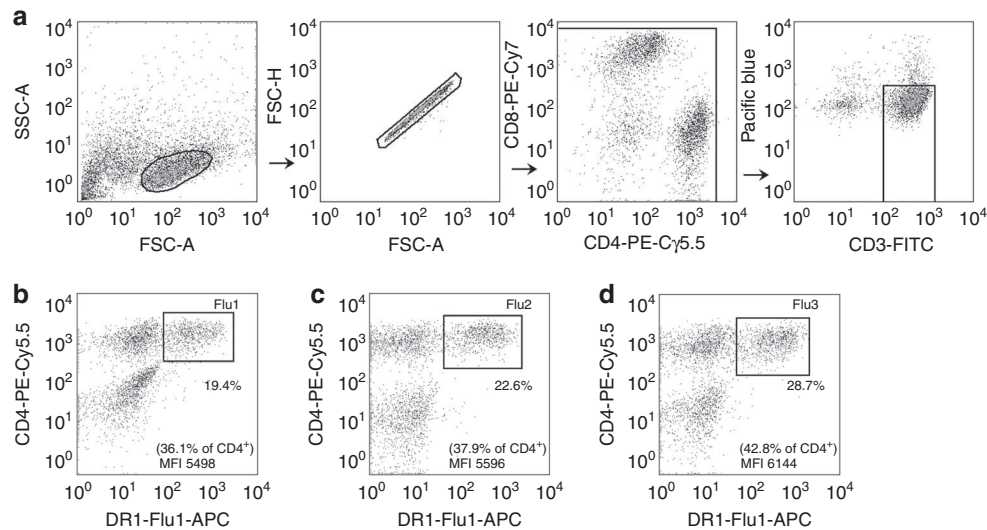 a
SSC-A
10⁴
10³
10²
10¹
10⁰
10⁰ 10¹ 10² 10³ 10⁴
FSC-A
FSC-H
10⁴
10³
10²
10¹
10⁰
10¹ 10² 10³ 10⁴
FSC-A
CD8-PE-Cy7
10⁴
10³
10²
10¹
10⁰
10⁰ 10¹ 10² 10³ 10⁴
CD4-PE-Cγ5.5
Pacific blue
10⁴
10³
10²
10¹
10⁰
10⁰ 10¹ 10² 10³ 10⁴
CD3-FITC
b
CD4-PE-Cy5.5
10⁴
10³
10²
10¹
10⁰
Flu1
19.4%
(36.1% of CD4⁺)
MFI 5498
10⁰ 10¹ 10² 10³ 10⁴
DR1-Flu1-APC
c
CD4-PE-Cy5.5
10⁴
10³
10²
10¹
10⁰
Flu2
22.6%
(37.9% of CD4⁺)
MFI 5596
10⁰ 10¹ 10² 10³ 10⁴
DR1-Flu1-APC
d
CD4-PE-Cy5.5
10⁴
10³
10²
10¹
10⁰
Flu3
28.7%
(42.8% of CD4⁺)
MFI 6144
10⁰ 10¹ 10² 10³ 10⁴
DR1-Flu1-APC